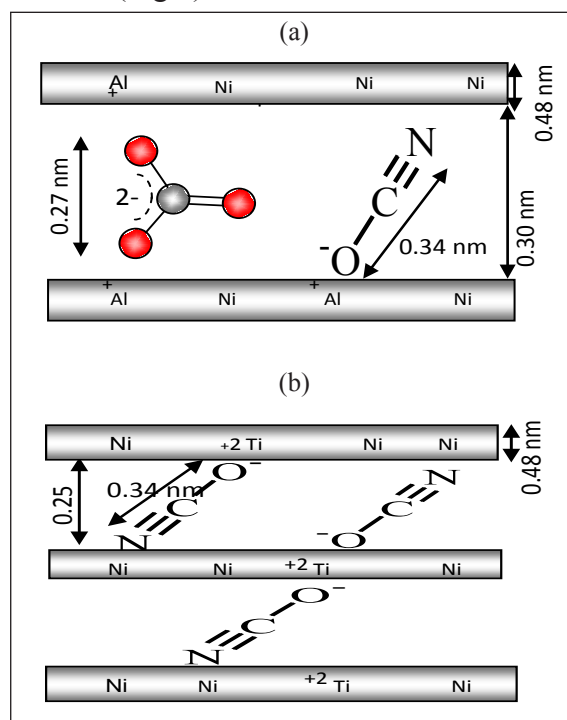 (a)
Al
+
Ni
Ni
Ni
0.48 nm
0.27 nm
2-
N
C
-
O
0.34 nm
0.30 nm
+
Al
Ni
+
Al
Ni
(b)
Ni
+2 Ti
Ni
Ni
0.48 nm
0.25
0.34 nm
O-
C
N
N
C
-O
Ni
Ni
+2 Ti
Ni
O-
C
N
Ni
Ni
+2 Ti
Ni